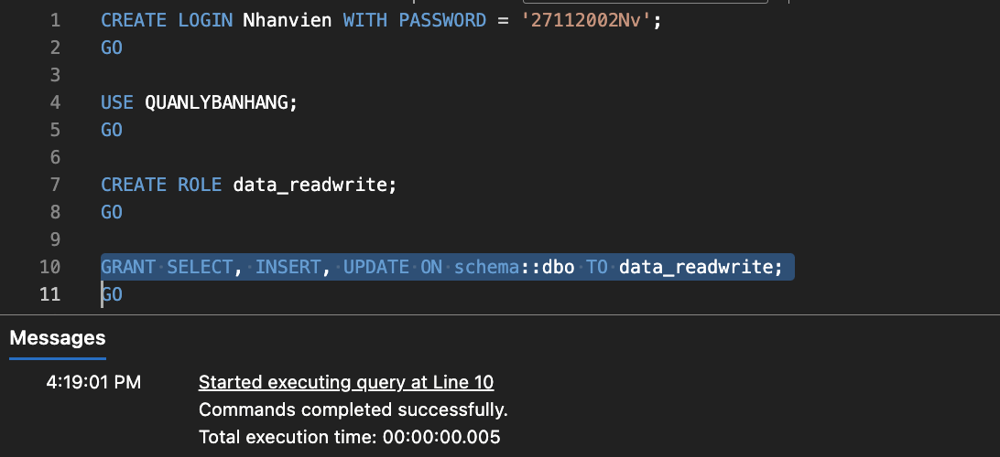 1 CREATE LOGIN Nhanvien WITH PASSWORD = '27112002Nv';
2 GO
3
4 USE QUANLYBANHANG;
5 GO
6
7 CREATE ROLE data_readwrite;
8 GO
9
10 GRANT SELECT, INSERT, UPDATE ON schema::dbo TO data_readwrite;
11 GO
Messages
4:19:01 PM Started executing query at Line 10
Commands completed successfully.
Total execution time: 00:00:00.005